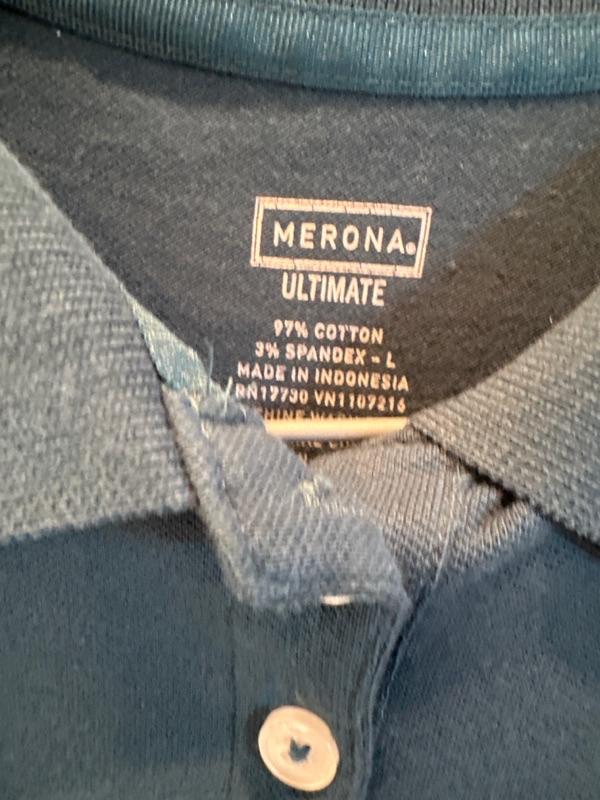 MERONA®
ULTIMATE
97% COTTON
3% SPANDEX - L
MADE IN INDONESIA
RN17730 VN1107216